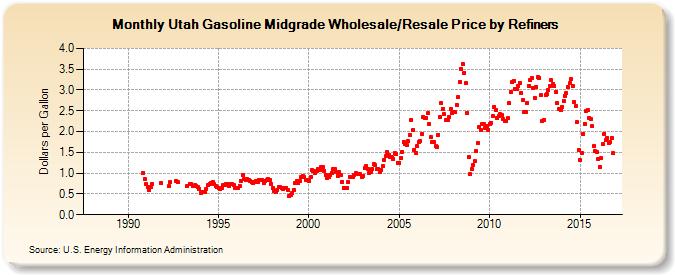 Monthly Utah Gasoline Midgrade Wholesale/Resale Price by Refiners
Dollars per Gallon
4.0
3.5
3.0
2.5
2.0
1.5
1.0
0.5
0.0
1990 1995 2000 2005 2010 2015
Source: U.S. Energy Information Administration